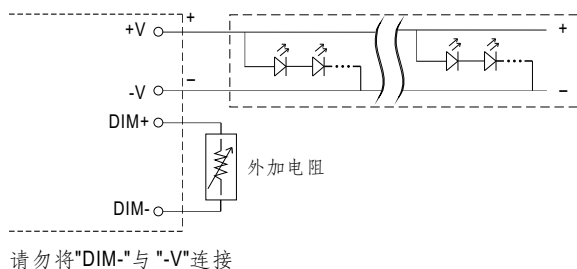 +V
+
+
-V
−
−
DIM+
外加电阻
DIM-
请勿将"DIM-"与 "-V"连接